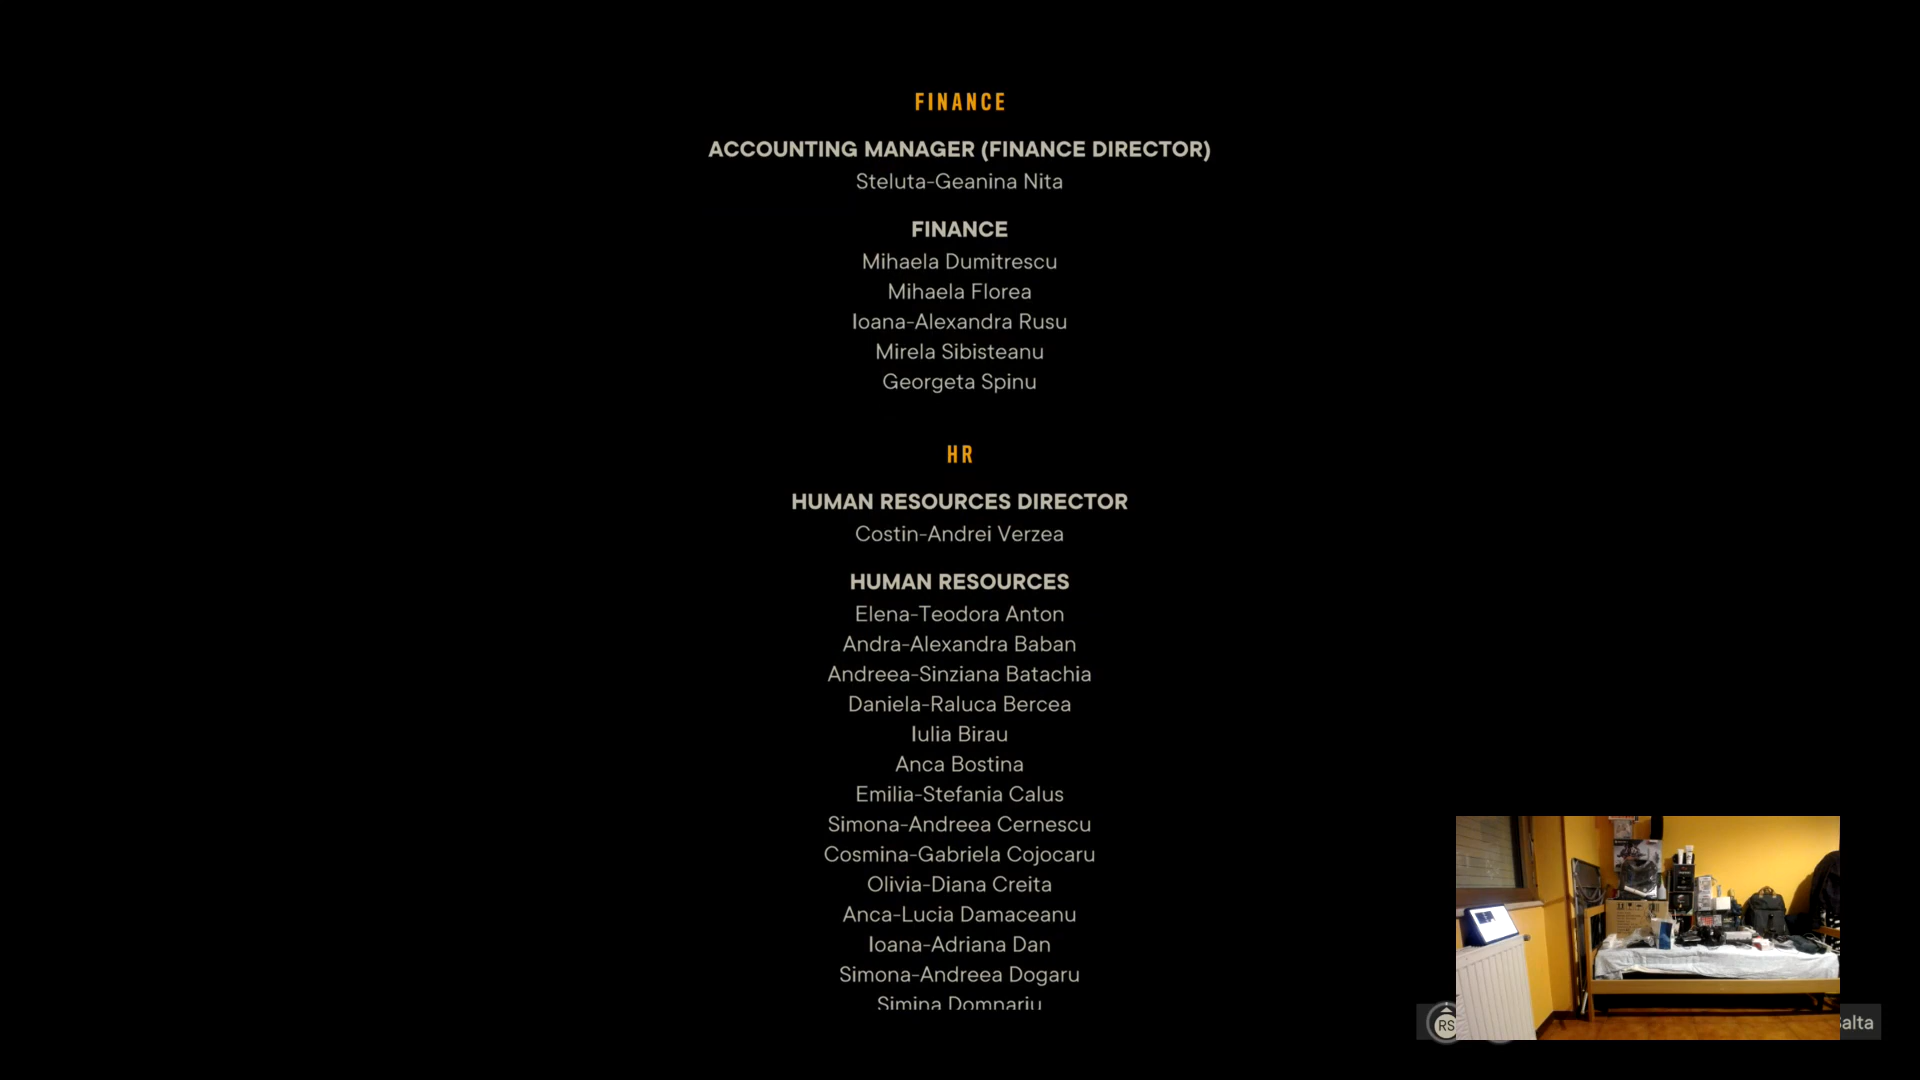 FINANCE
ACCOUNTING MANAGER (FINANCE DIRECTOR)
Steluta-Geanina Nita
FINANCE
Mihaela Dumitrescu
Mihaela Florea
Ioana-Alexandra Rusu
Mirela Sibisteanu
Georgeta Spinu
HR
HUMAN RESOURCES DIRECTOR
Costin-Andrei Verzea
HUMAN RESOURCES
Elena-Teodora Anton
Andra-Alexandra Baban
Andreea-Sinziana Batachia
Daniela-Raluca Bercea
Iulia Birau
Anca Bostina
Emilia-Stefania Calus
Simona-Andreea Cernescu
Cosmina-Gabriela Cojocaru
Olivia-Diana Creita
Anca-Lucia Damaceanu
Ioana-Adriana Dan
Simona-Andreea Dogaru
Simina Domnariu
RS